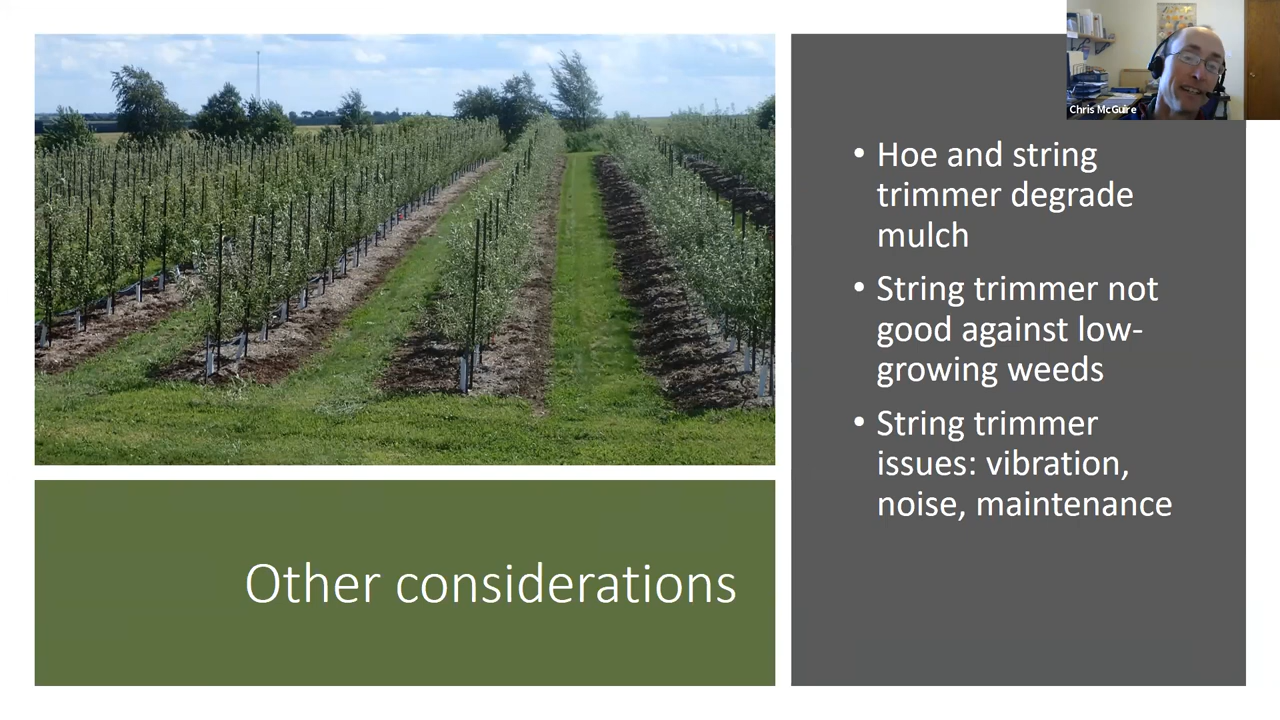 Chris McGuire
• Hoe and string
trimmer degrade
mulch
• String trimmer not
good against low-
growing weeds
• String trimmer
issues: vibration,
noise, maintenance
Other considerations